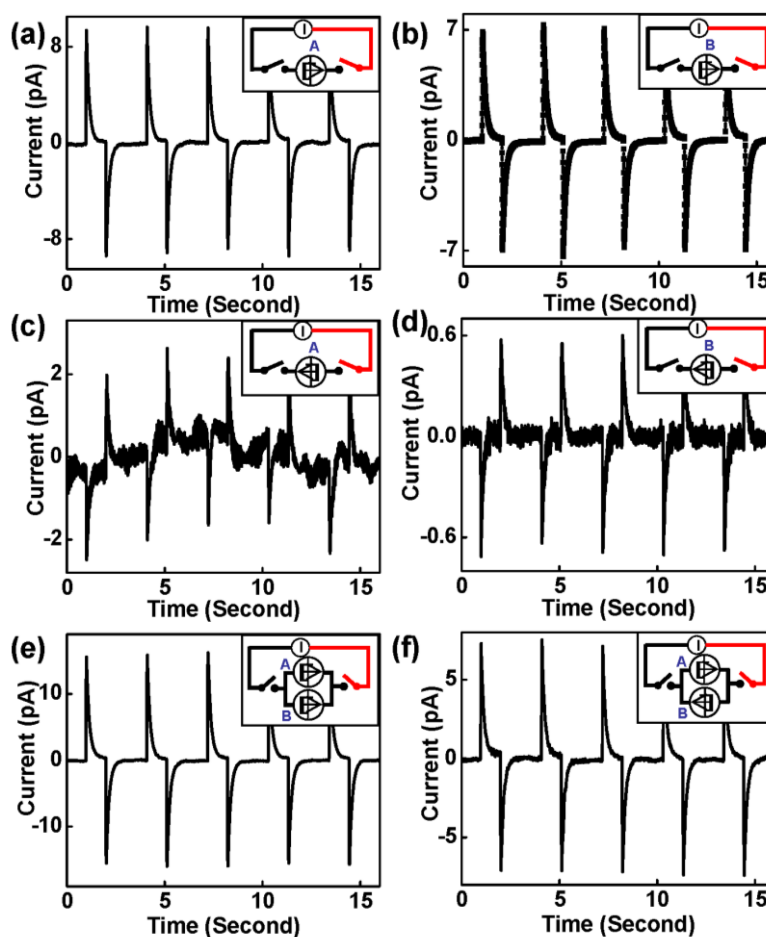 (a)
8
0
-8
Current (pA)
0 5 10 15
Time (Second)
I
A
(b)
7
0
-7
Current (pA)
0 5 10 15
Time (Second)
I
B
(c)
2
0
-2
Current (pA)
0 5 10 15
Time (Second)
I
A
(d)
0.6
0.0
-0.6
Current (pA)
0 5 10 15
Time (Second)
I
B
(e)
10
0
-10
Current (pA)
0 5 10 15
Time (Second)
I
A
B
(f)
5
0
-5
Current (pA)
0 5 10 15
Time (Second)
I
A
B